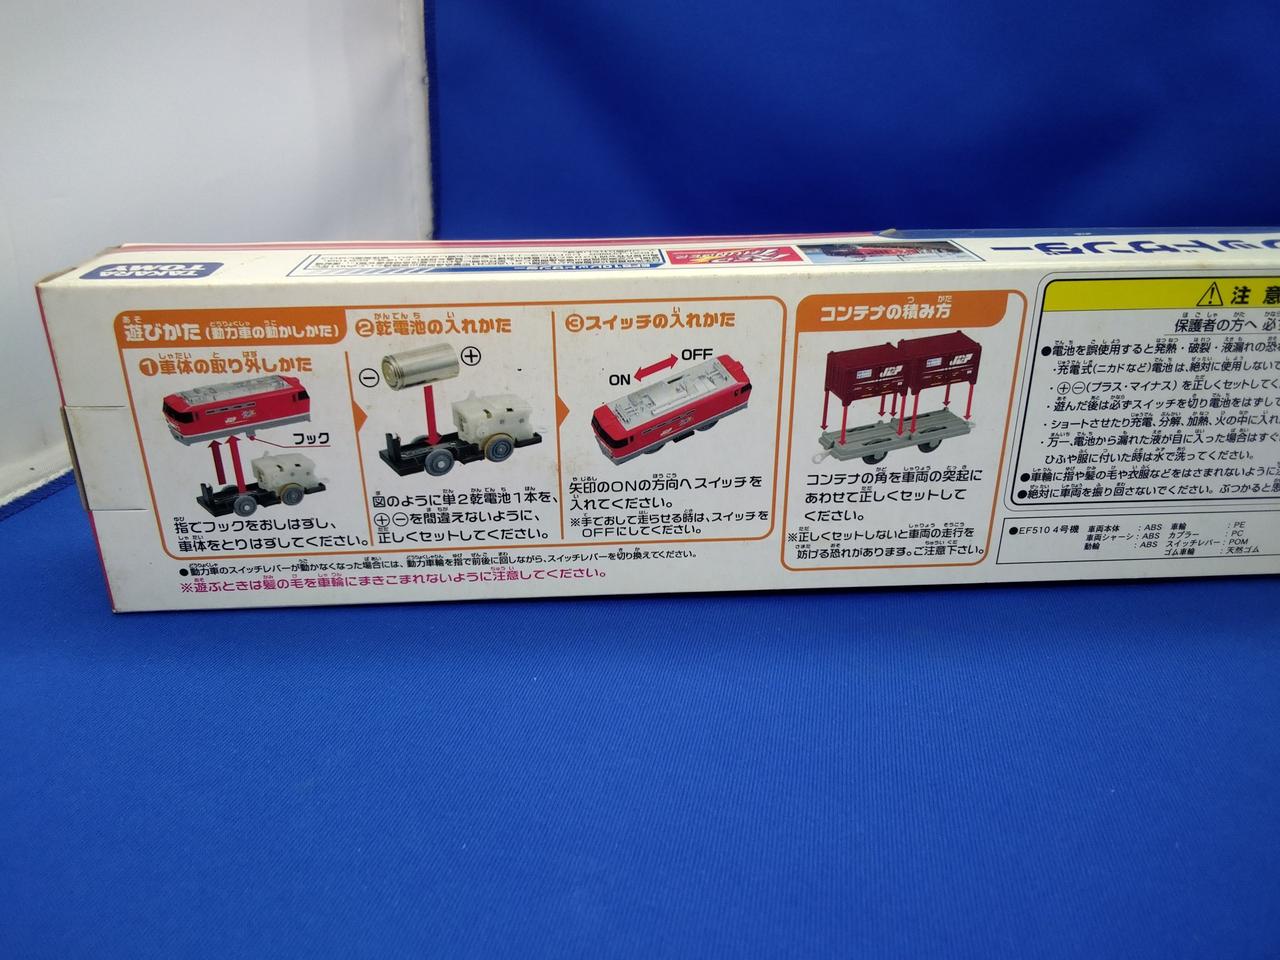 TAKARA
TOMY
RED THUNDER
ッドサンダー
遊びかた (動力車の動かしかた)
①車体の取り外しかた
フック
指でフックをおしはずし、
車体をとりはずしてください。
②乾電池の入れかた
⊖
⊕
図のように単2乾電池1本を、
⊕⊖を間違えないように、
正しくセットしてください。
③スイッチの入れかた
OFF
ON
矢印のONの方向へスイッチを
入れてください。
※手でおして走らせる時は、スイッチを
OFFにしてください。
●動力車のスイッチレバーが動かなくなった場合には、動力車輪を指で前後に回しながら、スイッチレバーを切り換えてください。
※遊ぶときは髪の毛を車輪にまきこまれないように注意してください。
コンテナの積み方
コンテナの角を車両の突起に
あわせて正しくセットして
ください。
※正しくセットしないと車両の走行を
妨げる恐れがあります。ご注意下さい。
注意
保護者の方へ 必
●電池を誤使用すると発熱・破裂・液漏れの恐
・充電式(ニカドなど)電池は、絶対に使用しないで
・⊕⊖(プラス・マイナス)を正しくセットしてく
・遊んだ後は必ずスイッチを切り電池をはずして
・ショートさせたり充電、分解、加熱、火の中に入れ
・万一、電池から漏れた液が目に入った場合はすぐ
ひふや服に付いた時は水で洗ってください。
●車輪に指や髪の毛や衣服などをはさまれないように
●絶対に車両を振り回さないでください。ぶつかると思
●EF510 4号機 車両本体 : ABS 車輪 : PE
車両シャーシ : ABS カプラー : PC
動輪 : ABS スイッチレバー : POM
ゴム車輪 : 天然ゴム